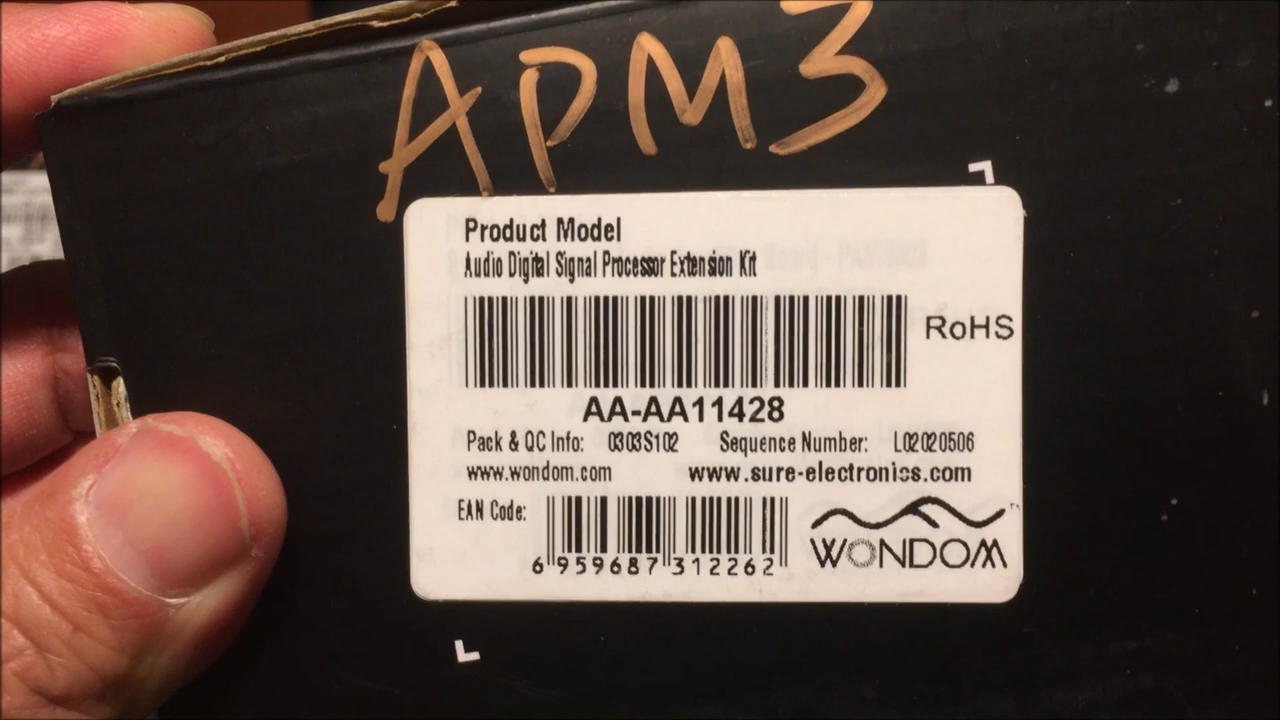 APM3
Product Model
Audio Digital Signal Processor Extension Kit
RoHS
AA-AA11428
Pack & QC Info: 0303S102 Sequence Number: L02020506
www.wondom.com www.sure-electronics.com
EAN Code:
6 959687 312262
WONDOM